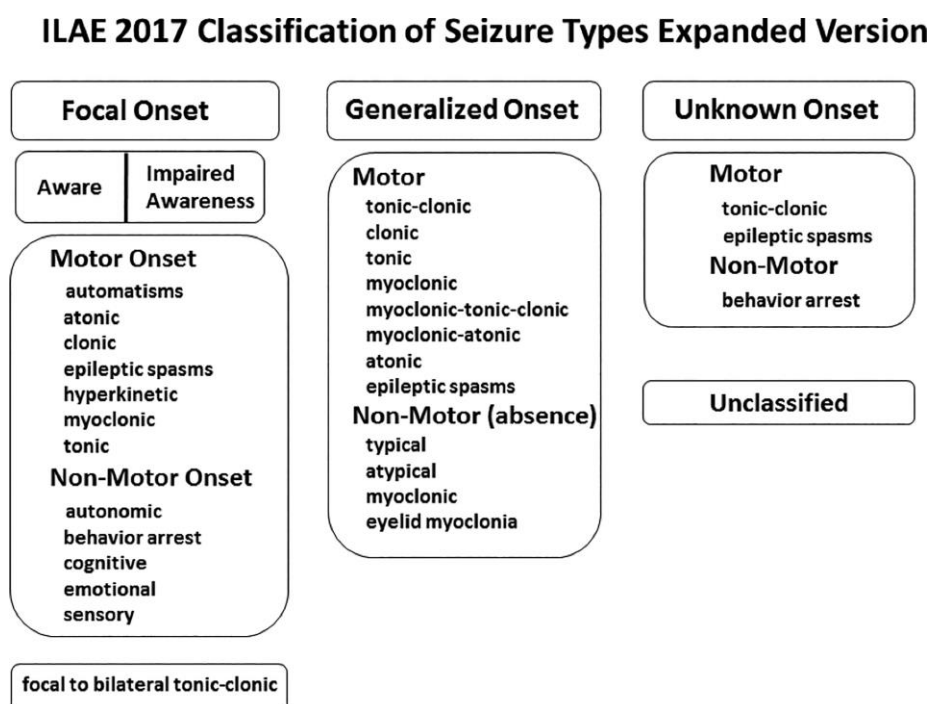 ILAE 2017 Classification of Seizure Types Expanded Version
Focal Onset
Aware
Impaired
Awareness
Motor Onset
automatisms
atonic
clonic
epileptic spasms
hyperkinetic
myoclonic
tonic
Non-Motor Onset
autonomic
behavior arrest
cognitive
emotional
sensory
focal to bilateral tonic-clonic
Generalized Onset
Motor
tonic-clonic
clonic
tonic
myoclonic
myoclonic-tonic-clonic
myoclonic-atonic
atonic
epileptic spasms
Non-Motor (absence)
typical
atypical
myoclonic
eyelid myoclonia
Unknown Onset
Motor
tonic-clonic
epileptic spasms
Non-Motor
behavior arrest
Unclassified